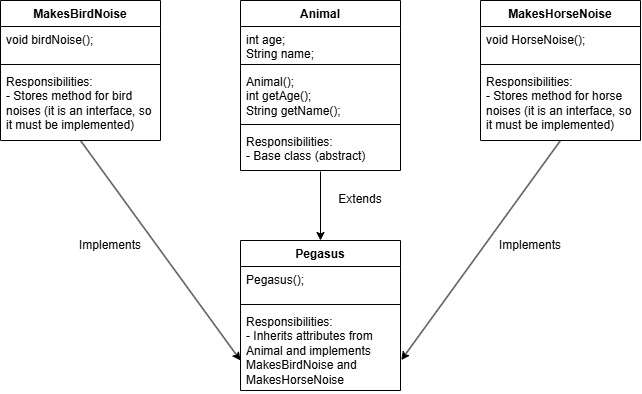 MakesBirdNoise
void birdNoise();
Responsibilities:
- Stores method for bird
noises (it is an interface, so
it must be implemented)
Animal
int age;
String name;
Animal();
int getAge();
String getName();
Responsibilities:
- Base class (abstract)
MakesHorseNoise
void HorseNoise();
Responsibilities:
- Stores method for horse
noises (it is an interface, so
it must be implemented)
Extends
Implements
Implements
Pegasus
Pegasus();
Responsibilities:
- Inherits attributes from
Animal and implements
MakesBirdNoise and
MakesHorseNoise